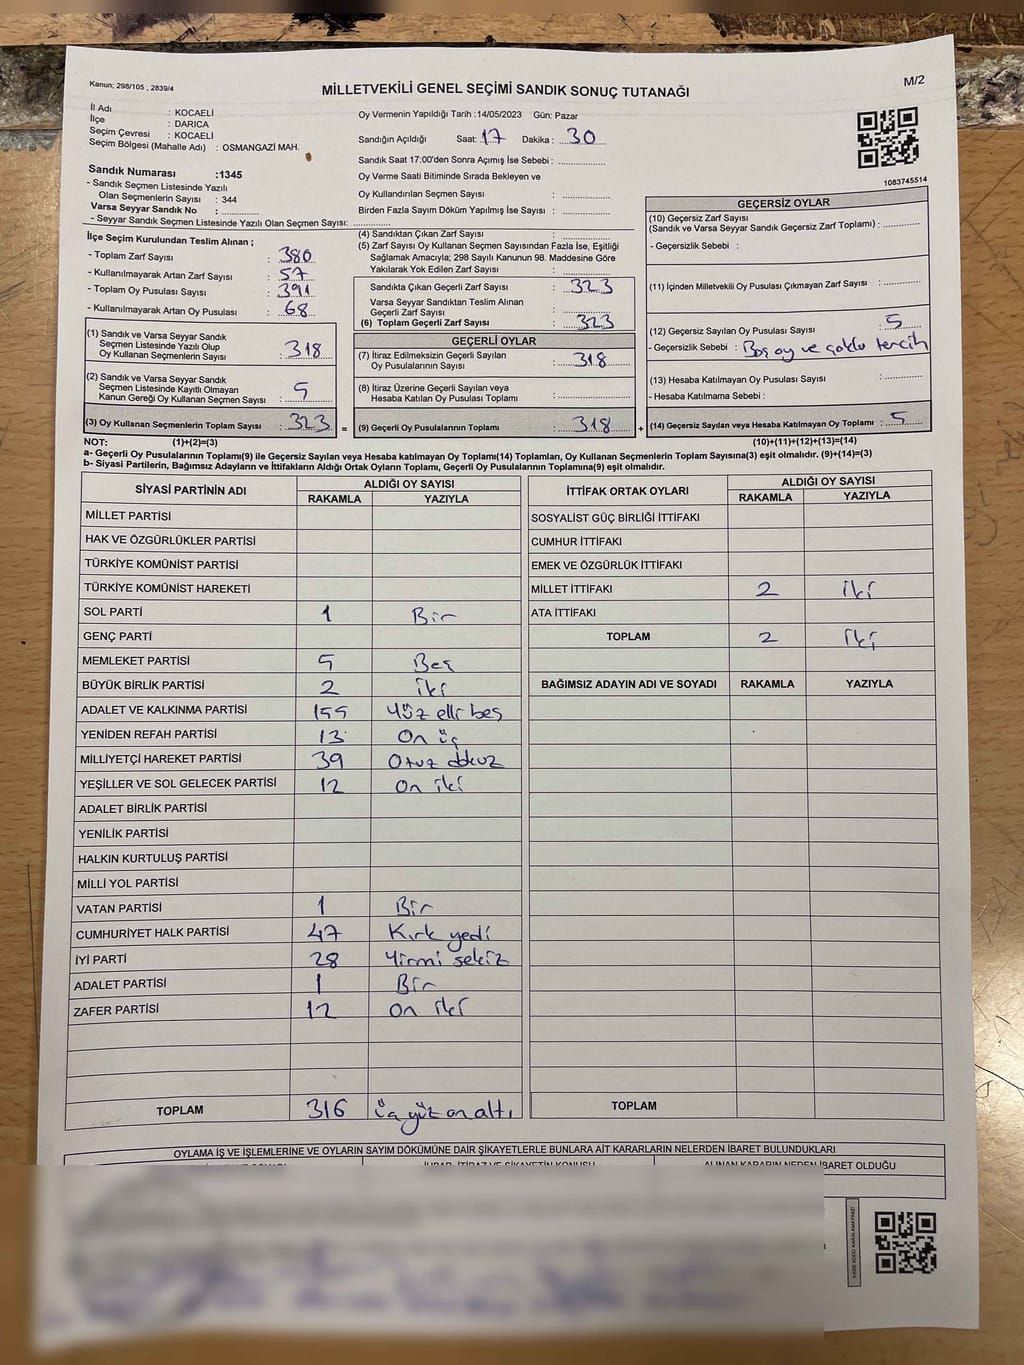 Kanun; 298/105 , 2839/4
MİLLETVEKİLİ GENEL SEÇİMİ SANDIK SONUÇ TUTANAĞI
M/2
İl Adı : KOCAELİ
İlçe : DARICA
Seçim Çevresi : KOCAELİ
Seçim Bölgesi (Mahalle Adı) : OSMANGAZİ MAH.
Sandık Numarası :1345
- Sandık Seçmen Listesinde Yazılı
Olan Seçmenlerin Sayısı : 344
Varsa Seyyar Sandık No : ..............
- Seyyar Sandık Seçmen Listesinde Yazılı Olan Seçmen Sayısı: ..............
Oy Vermenin Yapıldığı Tarih :14/05/2023 Gün: Pazar
Sandığın Açıldığı Saat: 17 Dakika : 30
Sandık Saat 17:00'den Sonra Açımış İse Sebebi : ..............
Oy Verme Saati Bitiminde Sırada Bekleyen ve
Oy Kullandırılan Seçmen Sayısı : ..............
Birden Fazla Sayım Döküm Yapılmış İse Sayısı : ..............
1083745514
İlçe Seçim Kurulundan Teslim Alınan ;
- Toplam Zarf Sayısı : 380
- Kullanılmayarak Artan Zarf Sayısı : 57
- Toplam Oy Pusulası Sayısı : 391
- Kullanılmayarak Artan Oy Pusulası : 68
(1) Sandık ve Varsa Seyyar Sandık
Seçmen Listesinde Yazılı Olup
Oy Kullanan Seçmenlerin Sayısı : 318
(2) Sandık ve Varsa Seyyar Sandık
Seçmen Listesinde Kayıtlı Olmayan
Kanun Gereği Oy Kullanan Seçmen Sayısı : 5
(3) Oy Kullanan Seçmenlerin Toplam Sayısı : 323 =
(4) Sandıktan Çıkan Zarf Sayısı : ..............
(5) Zarf Sayısı Oy Kullanan Seçmen Sayısından Fazla İse, Eşitliği
Sağlamak Amacıyla; 298 Sayılı Kanunun 98. Maddesine Göre
Yakılarak Yok Edilen Zarf Sayısı : ..............
Sandıkta Çıkan Geçerli Zarf Sayısı : 323
Varsa Seyyar Sandıktan Teslim Alınan
Geçerli Zarf Sayısı : ..............
(6) Toplam Geçerli Zarf Sayısı : 323
GEÇERLİ OYLAR
(7) İtiraz Edilmeksizin Geçerli Sayılan
Oy Pusulalarının Sayısı : 318
(8) İtiraz Üzerine Geçerli Sayılan veya
Hesaba Katılan Oy Pusulası Toplamı : ..............
(9) Geçerli Oy Pusulalarının Toplamı : 318 +
GEÇERSİZ OYLAR
(10) Geçersiz Zarf Sayısı
(Sandık ve Varsa Seyyar Sandık Geçersiz Zarf Toplamı) : ..............
- Geçersizlik Sebebi :
(11) İçinden Milletvekili Oy Pusulası Çıkmayan Zarf Sayısı : ..............
(12) Geçersiz Sayılan Oy Pusulası Sayısı : 5
- Geçersizlik Sebebi : Boş oy ve çoklu tercih
(13) Hesaba Katılmayan Oy Pusulası Sayısı : ..............
- Hesaba Katılmama Sebebi :
(14) Geçersiz Sayılan veya Hesaba Katılmayan Oy Toplamı : 5
NOT: (1)+(2)=(3) (10)+(11)+(12)+(13)=(14)
a- Geçerli Oy Pusulalarının Toplamı(9) ile Geçersiz Sayılan veya Hesaba katılmayan Oy Toplamı(14) Toplamları, Oy Kullanan Seçmenlerin Toplam Sayısına(3) eşit olmalıdır. (9)+(14)=(3)
b- Siyasi Partilerin, Bağımsız Adayların ve İttifakların Aldığı Ortak Oyların Toplamı, Geçerli Oy Pusulalarının Toplamına(9) eşit olmalıdır.
SİYASİ PARTİNİN ADI ALDIĞI OY SAYISI
RAKAMLA YAZIYLA
MİLLET PARTİSİ
HAK VE ÖZGÜRLÜKLER PARTİSİ
TÜRKİYE KOMÜNİST PARTİSİ
TÜRKİYE KOMÜNİST HAREKETİ
SOL PARTİ 1 Bir
GENÇ PARTİ
MEMLEKET PARTİSİ 5 Beş
BÜYÜK BİRLİK PARTİSİ 2 iki
ADALET VE KALKINMA PARTİSİ 155 Yüz elli beş
YENİDEN REFAH PARTİSİ 13 On üç
MİLLİYETÇİ HAREKET PARTİSİ 39 Otuz dokuz
YEŞİLLER VE SOL GELECEK PARTİSİ 12 on iki
ADALET BİRLİK PARTİSİ
YENİLİK PARTİSİ
HALKIN KURTULUŞ PARTİSİ
MİLLİ YOL PARTİSİ
VATAN PARTİSİ 1 Bir
CUMHURİYET HALK PARTİSİ 47 Kırk yedi
İYİ PARTİ 28 Yirmi sekiz
ADALET PARTİSİ 1 Bir
ZAFER PARTİSİ 12 on iki
TOPLAM 316 üç yüz on altı
İTTİFAK ORTAK OYLARI ALDIĞI OY SAYISI
RAKAMLA YAZIYLA
SOSYALİST GÜÇ BİRLİĞİ İTTİFAKI
CUMHUR İTTİFAKI
EMEK VE ÖZGÜRLÜK İTTİFAKI
MİLLET İTTİFAKI 2 iki
ATA İTTİFAKI
TOPLAM 2 iki
BAĞIMSIZ ADAYIN ADI VE SOYADI RAKAMLA YAZIYLA
TOPLAM
OYLAMA İŞ VE İŞLEMLERİNE VE OYLARIN SAYIM DÖKÜMÜNE DAİR ŞİKAYETLERLE BUNLARA AİT KARARLARIN NELERDEN İBARET BULUNDUKLARI
İHBAR, İTİRAZ VE ŞİKAYETİN KONUSU ALINAN KARARIN NEDEN İBARET OLDUĞU